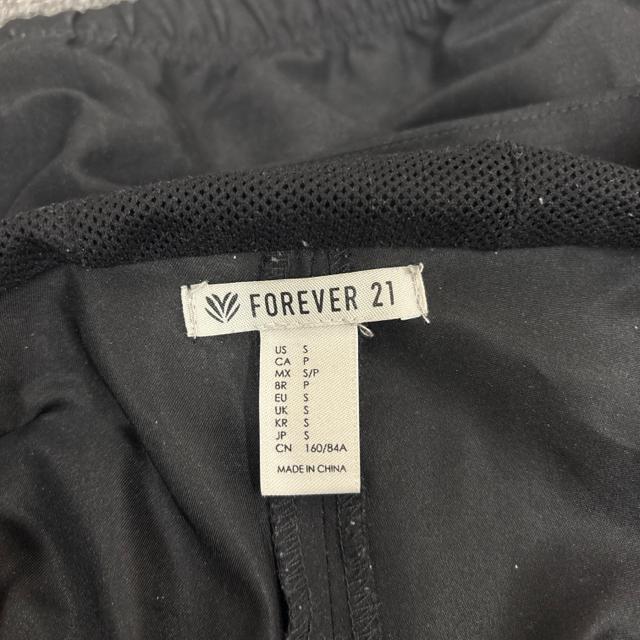 FOREVER 21
US S
CA P
MX S/P
BR P
EU S
UK S
KR S
JP S
CN 160/84A
MADE IN CHINA